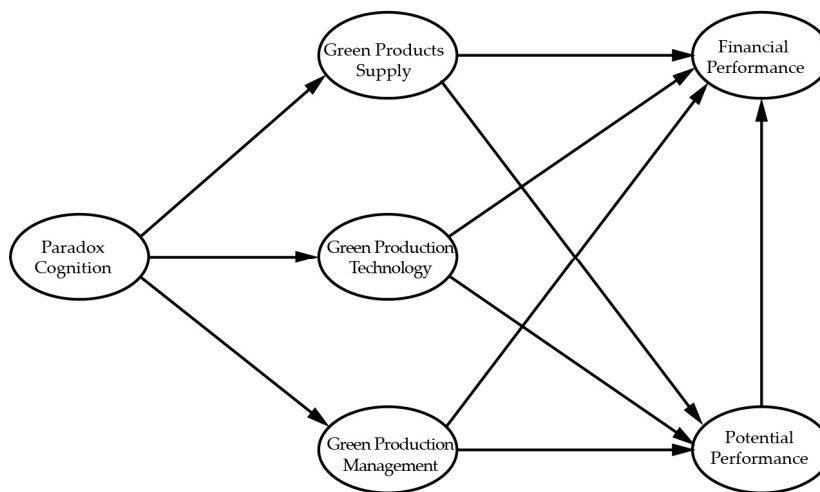 Green Products
Supply
Financial
Performance
Paradox
Cognition
Green Production
Technology
Green Production
Management
Potential
Performance